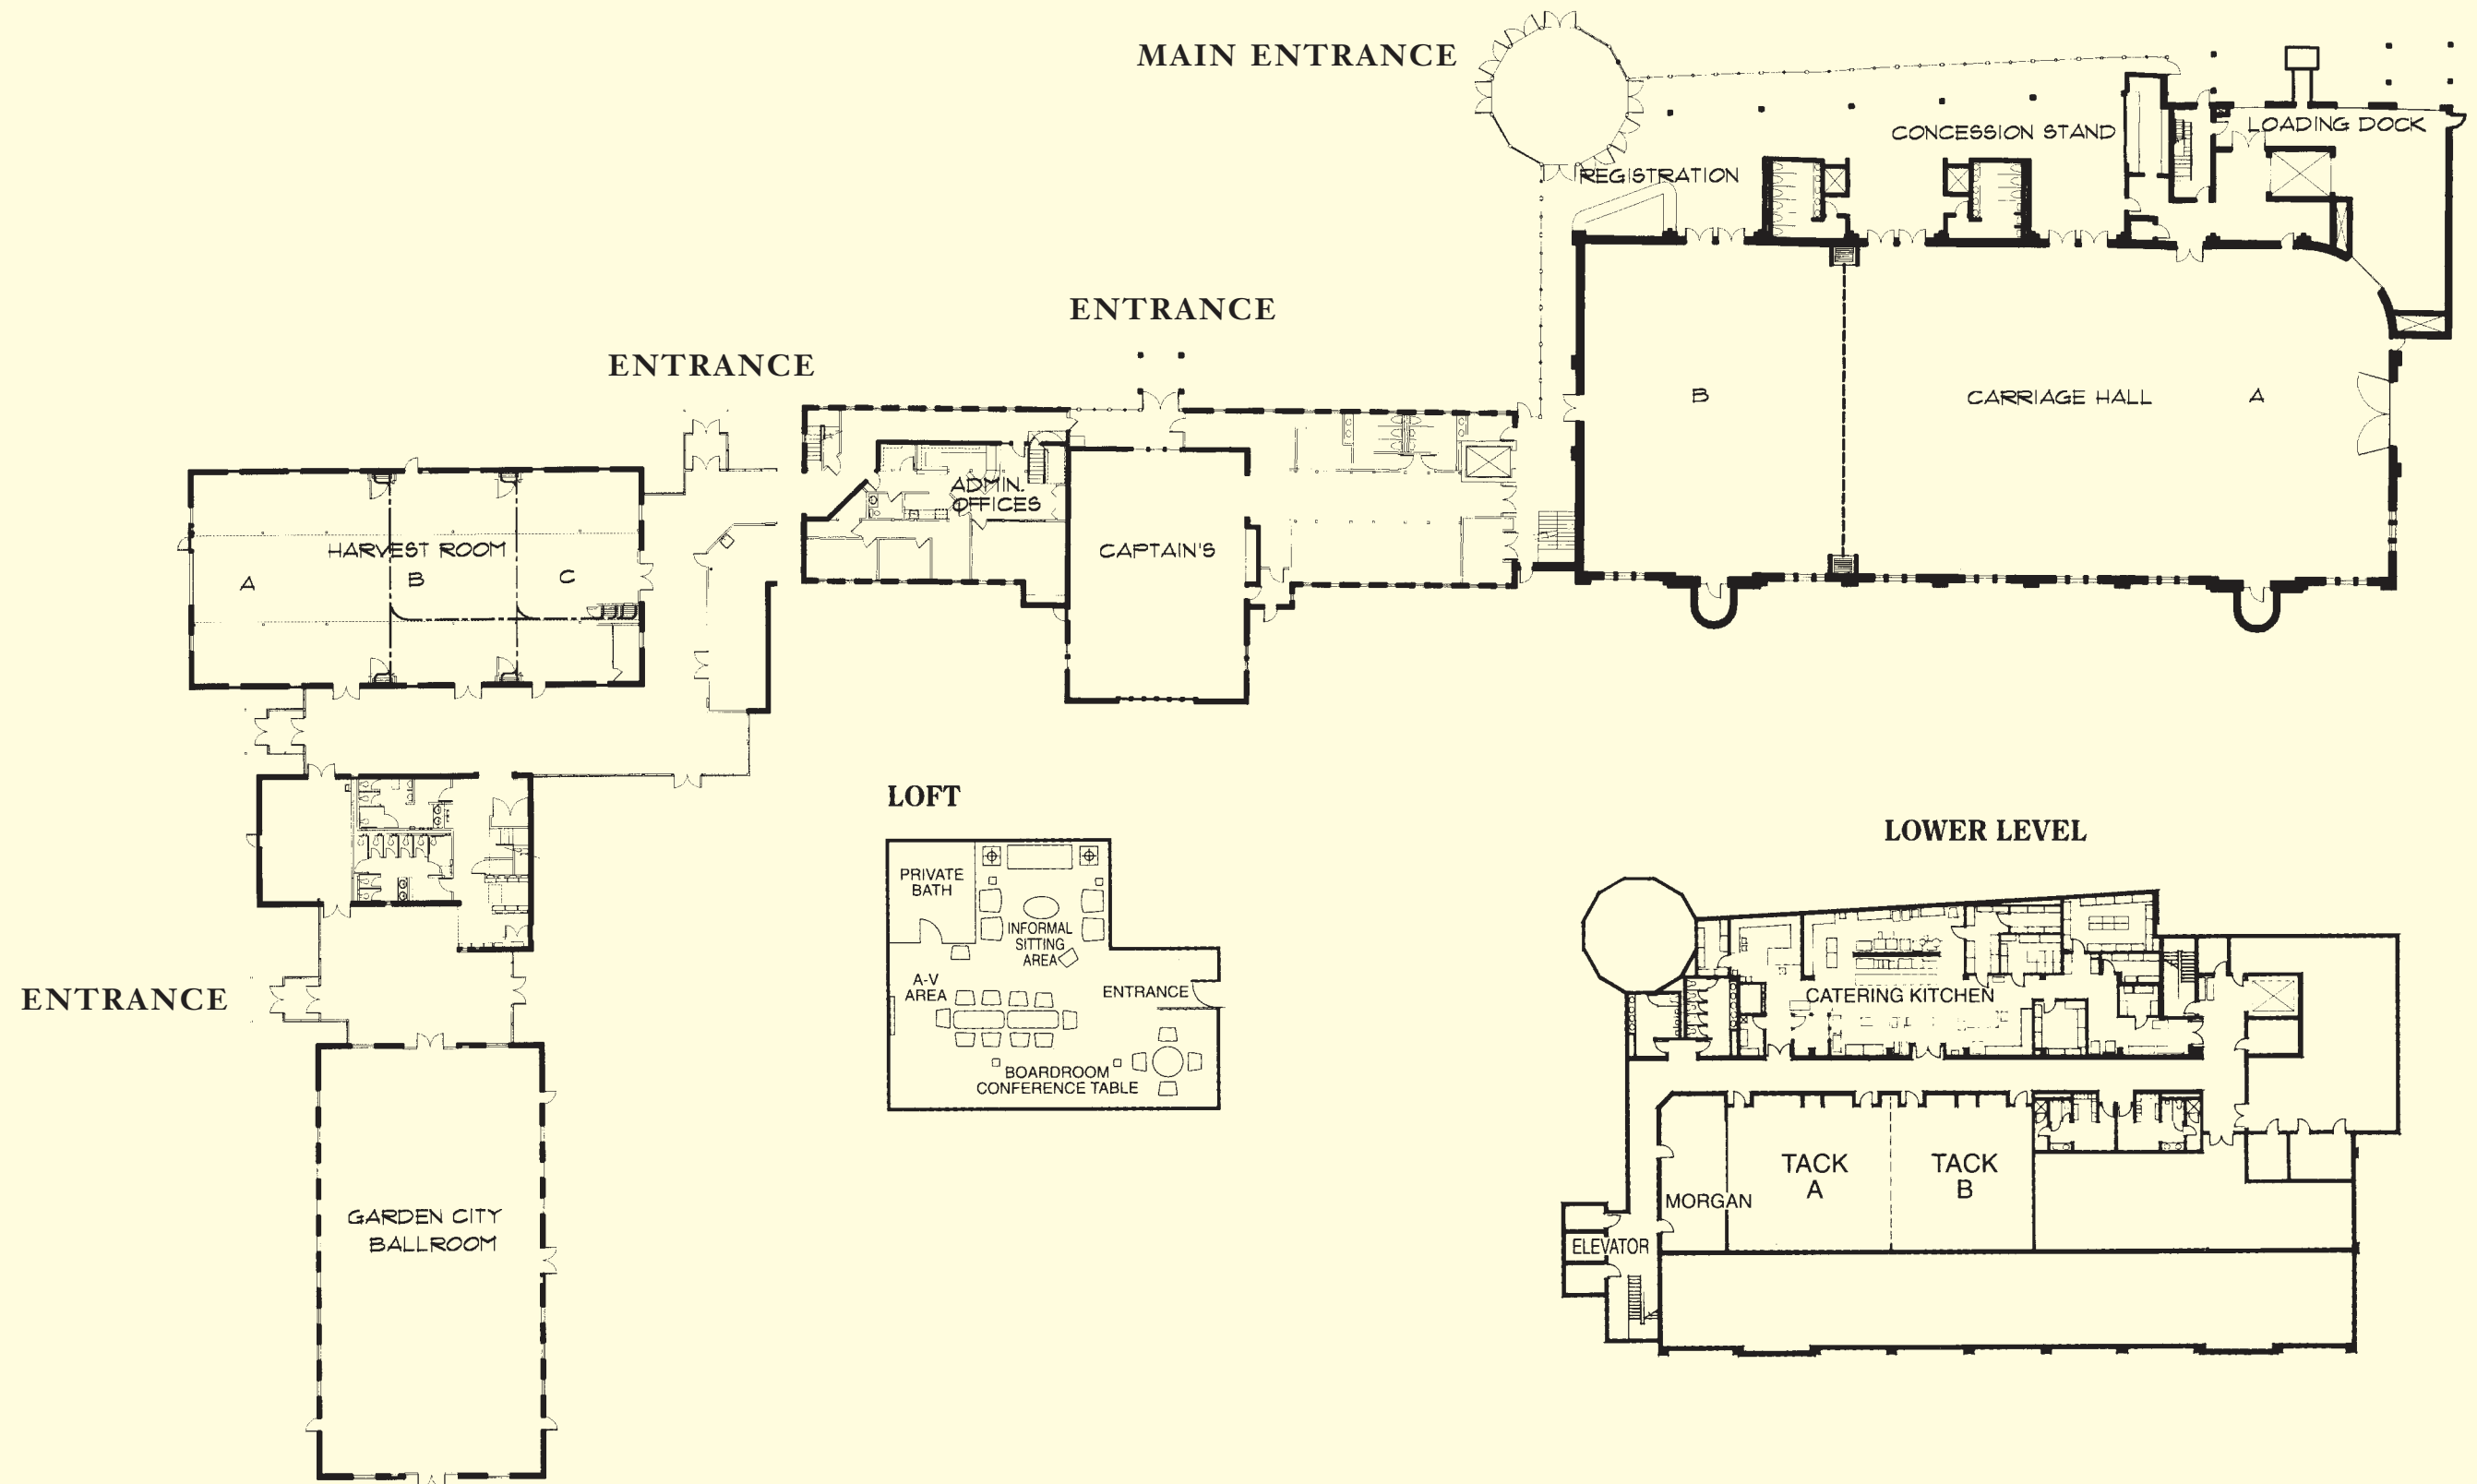 MAIN ENTRANCE
CONCESSION STAND
LOADING DOCK
REGISTRATION
ENTRANCE
ENTRANCE
B
CARRIAGE HALL
A
ADMIN.
OFFICES
CAPTAIN'S
HARVEST ROOM
A
B
C
LOFT
LOWER LEVEL
PRIVATE
BATH
INFORMAL
SITTING
AREA
A-V
AREA
ENTRANCE
BOARDROOM
CONFERENCE TABLE
ENTRANCE
CATERING KITCHEN
TACK
A
TACK
B
MORGAN
ELEVATOR
GARDEN CITY
BALLROOM